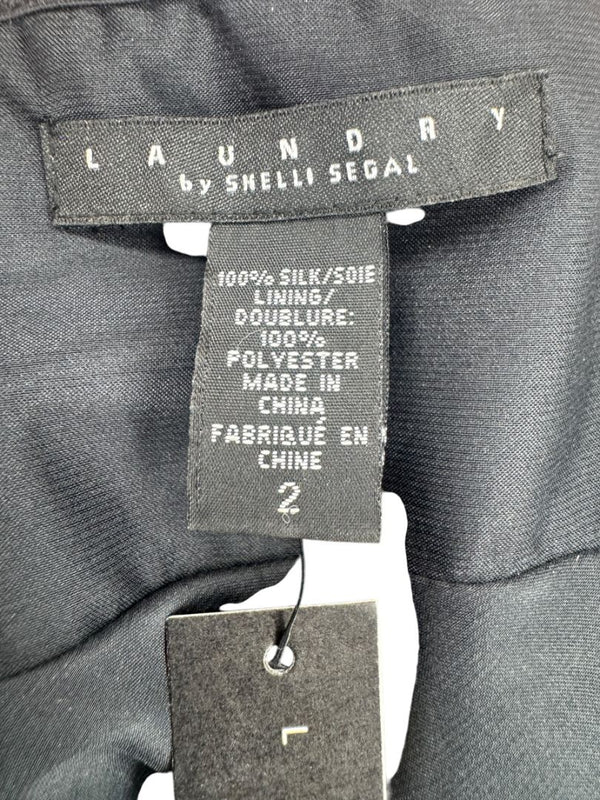 LAUNDRY
by SHELLI SEGAL
100% SILK/SOIE
LINING/
DOUBLURE:
100%
POLYESTER
MADE IN
CHINA
FABRIQUÉ EN
CHINE
2
L